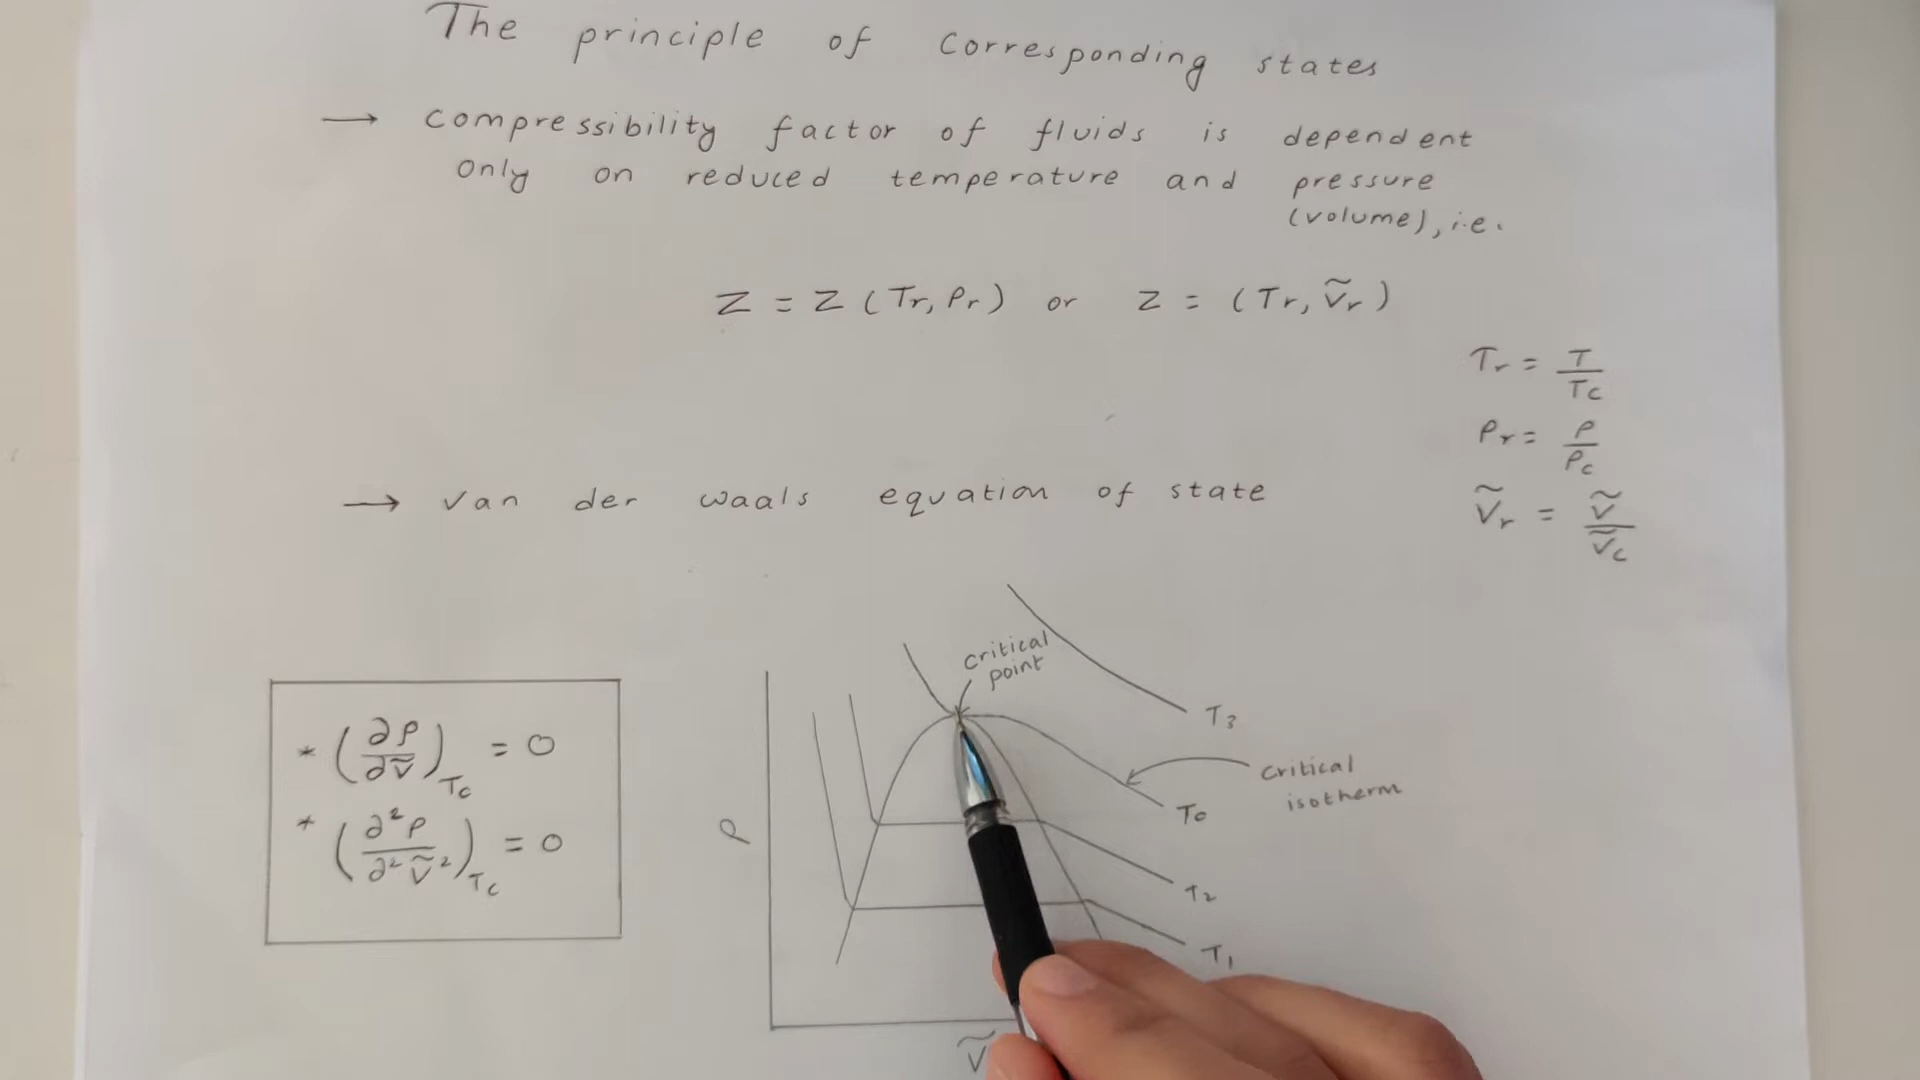 The principle of corresponding states
→ compressibility factor of fluids is dependent
only on reduced temperature and pressure
(volume), i.e.
Z = Z (Tr, Pr) or Z = (Tr, Ṽr)
Tr = T/Tc
Pr = P/Pc
Ṽr = Ṽ/Ṽc
→ van der waals equation of state
* (∂P/∂Ṽ)Tc = 0
* (∂²P/∂²Ṽ²)Tc = 0
critical
point
T3
critical
isotherm
Tc
T2
T1
P
Ṽ